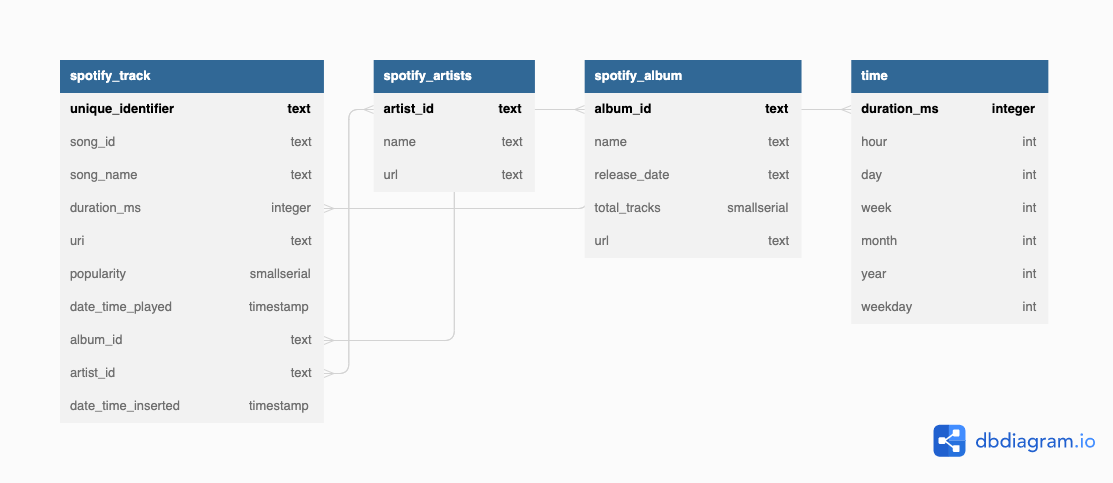 spotify_track
unique_identifier text
song_id text
song_name text
duration_ms integer
uri text
popularity smallserial
date_time_played timestamp
album_id text
artist_id text
date_time_inserted timestamp
spotify_artists
artist_id text
name text
url text
spotify_album
album_id text
name text
release_date text
total_tracks smallserial
url text
time
duration_ms integer
hour int
day int
week int
month int
year int
weekday int
dbdiagram.io